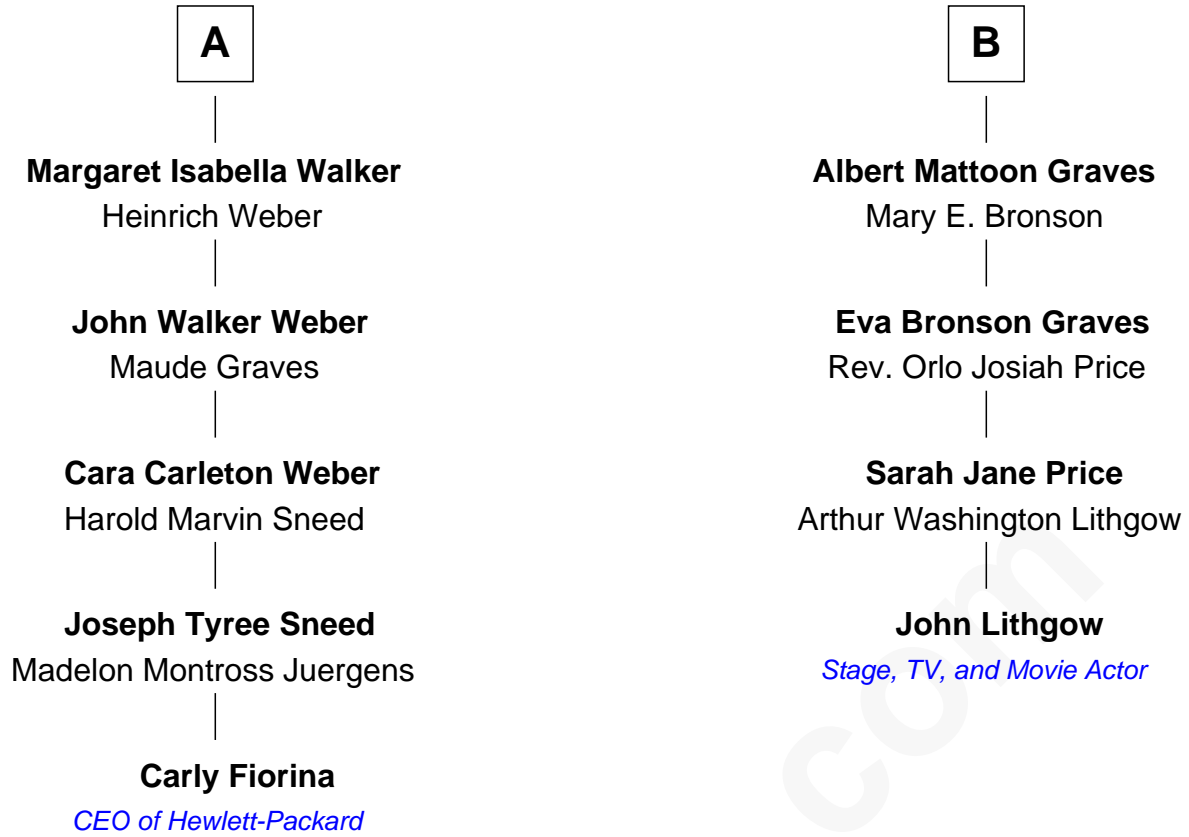 A
Margaret Isabella Walker
Heinrich Weber
John Walker Weber
Maude Graves
Cara Carleton Weber
Harold Marvin Sneed
Joseph Tyree Sneed
Madelon Montross Juergens
Carly Fiorina
CEO of Hewlett-Packard
B
Albert Mattoon Graves
Mary E. Bronson
Eva Bronson Graves
Rev. Orlo Josiah Price
Sarah Jane Price
Arthur Washington Lithgow
John Lithgow
Stage, TV, and Movie Actor
com